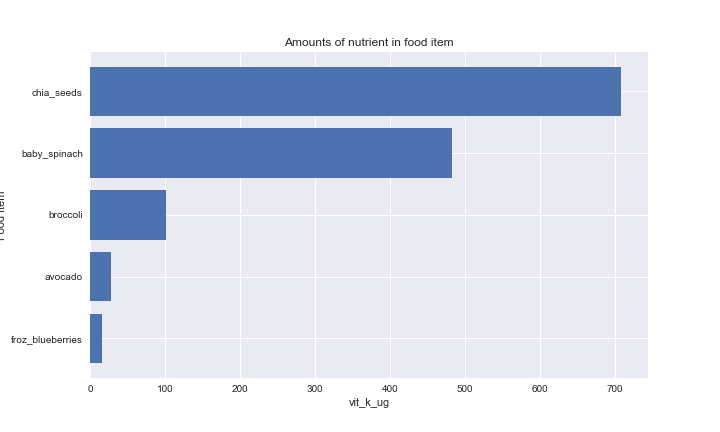 Amounts of nutrient in food item
chia_seeds
baby_spinach
broccoli
avocado
froz_blueberries
0 100 200 300 400 500 600 700
vit_k_ug